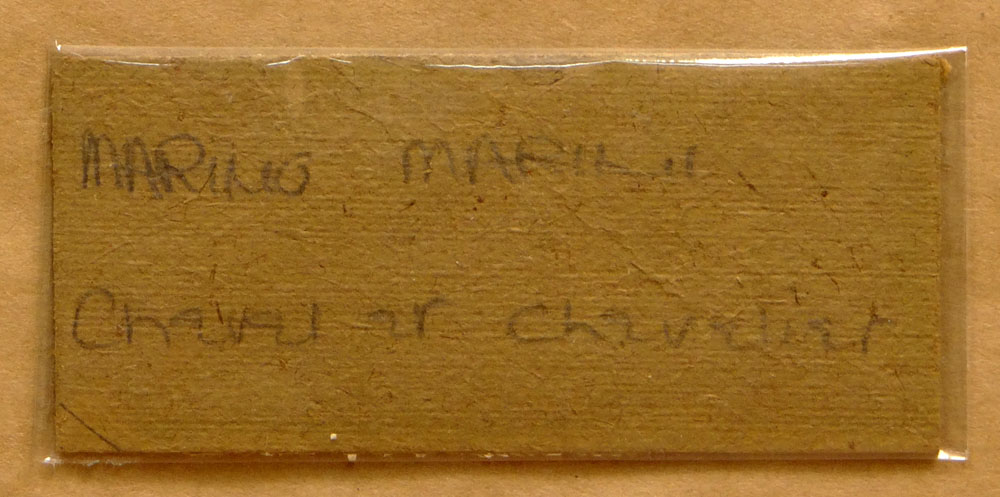 MARINO MARINI
Cheval et Chevalier